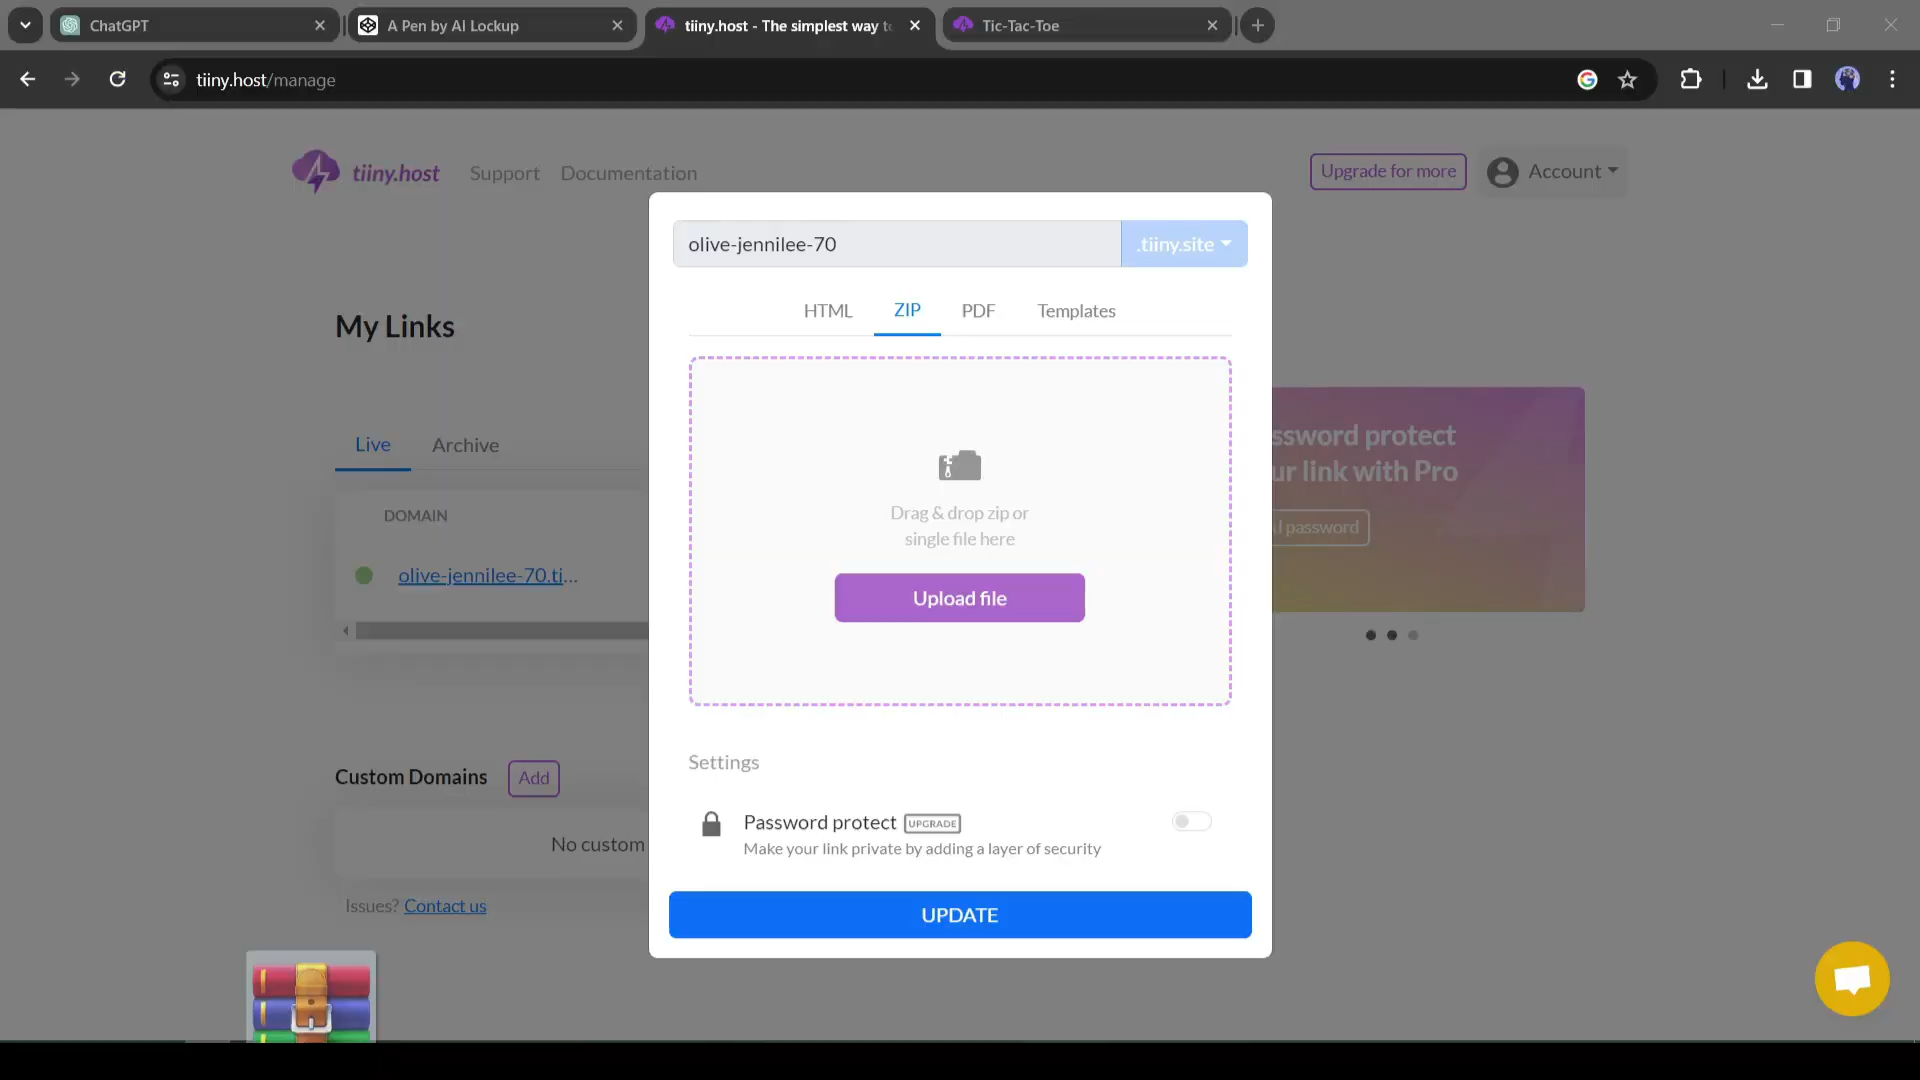 ChatGPT
A Pen by AI Lockup
tiiny.host - The simplest way to
Tic-Tac-Toe
tiiny.host/manage
tiiny.host
Support
Documentation
Upgrade for more
Account
olive-jennilee-70
.tiiny.site
HTML
ZIP
PDF
Templates
My Links
Live
Archive
DOMAIN
olive-jennilee-70.ti...
Drag & drop zip or
single file here
Upload file
ssword protect
ur link with Pro
password
Settings
Custom Domains
Add
Password protect
UPGRADE
Make your link private by adding a layer of security
No custom
Issues? Contact us
UPDATE